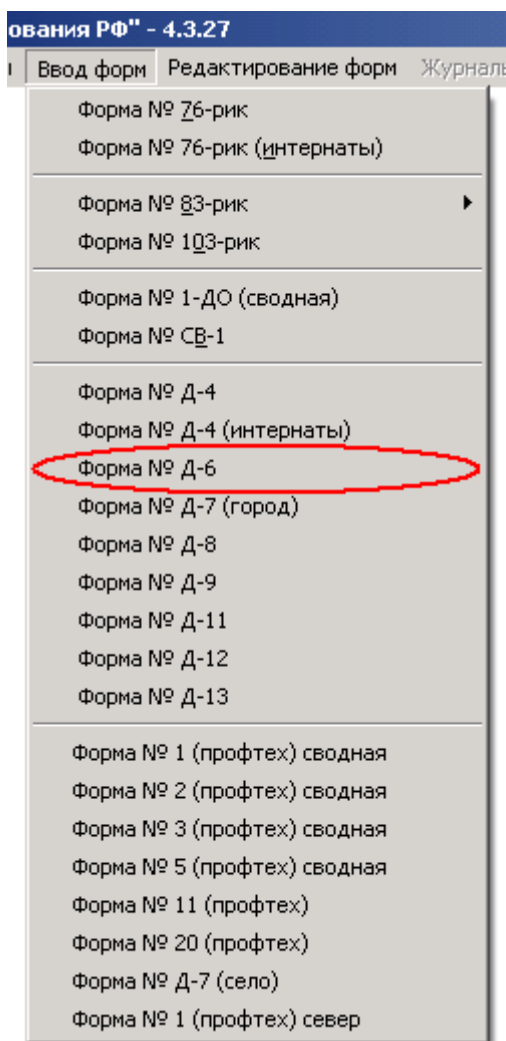 ования РФ" - 4.3.27
Ввод форм Редактирование форм Журналы
Форма № 76-рик
Форма № 76-рик (интернаты)
Форма № 83-рик
Форма № 103-рик
Форма № 1-ДО (сводная)
Форма № СВ-1
Форма № Д-4
Форма № Д-4 (интернаты)
Форма № Д-6
Форма № Д-7 (город)
Форма № Д-8
Форма № Д-9
Форма № Д-11
Форма № Д-12
Форма № Д-13
Форма № 1 (профтех) сводная
Форма № 2 (профтех) сводная
Форма № 3 (профтех) сводная
Форма № 5 (профтех) сводная
Форма № 11 (профтех)
Форма № 20 (профтех)
Форма № Д-7 (село)
Форма № 1 (профтех) север